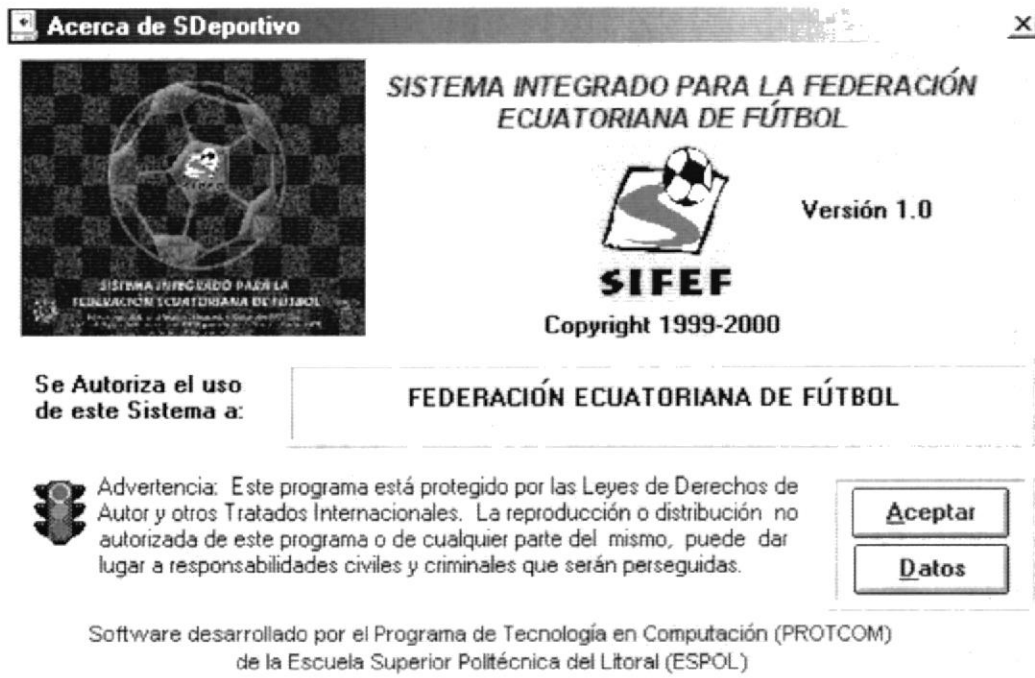 Acerca de SDeportivo
SISTEMA INTEGRADO PARA LA FEDERACIÓN
ECUATORIANA DE FÚTBOL
SIFEF
SISTEMA INTEGRADO PARA LA
FEDERACIÓN ECUATORIANA DE FÚTBOL
Versión 1.0
SIFEF
Copyright 1999-2000
Se Autoriza el uso
de este Sistema a:
FEDERACIÓN ECUATORIANA DE FÚTBOL
Advertencia: Este programa está protegido por las Leyes de Derechos de
Autor y otros Tratados Internacionales. La reproducción o distribución no
autorizada de este programa o de cualquier parte del mismo, puede dar
lugar a responsabilidades civiles y criminales que serán perseguidas.
Aceptar
Datos
Software desarrollado por el Programa de Tecnología en Computación (PROTCOM)
de la Escuela Superior Politécnica del Litoral (ESPOL)